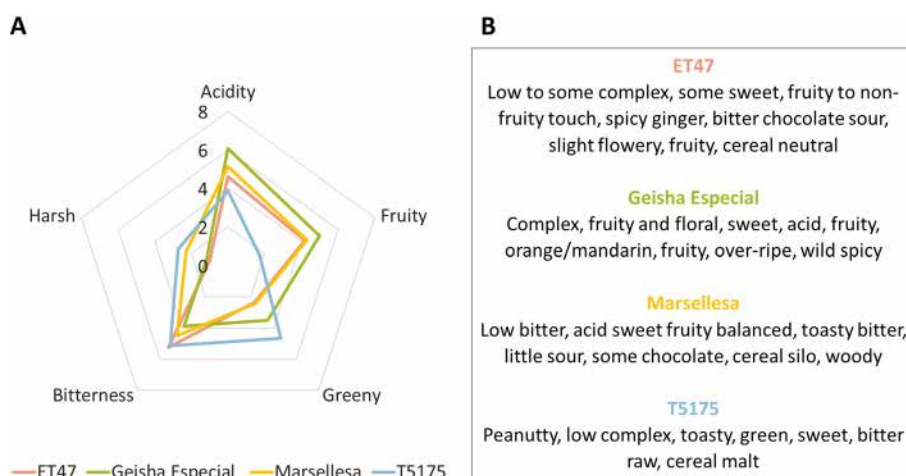 A
Acidity
8
6
4
2
0
Fruity
Greeny
Bitterness
Harsh
ET47 Geisha Especial Marsellesa T5175
B
ET47
Low to some complex, some sweet, fruity to non-
fruity touch, spicy ginger, bitter chocolate sour,
slight flowery, fruity, cereal neutral
Geisha Especial
Complex, fruity and floral, sweet, acid, fruity,
orange/mandarin, fruity, over-ripe, wild spicy
Marsellesa
Low bitter, acid sweet fruity balanced, toasty bitter,
little sour, some chocolate, cereal silo, woody
T5175
Peanutty, low complex, toasty, green, sweet, bitter
raw, cereal malt